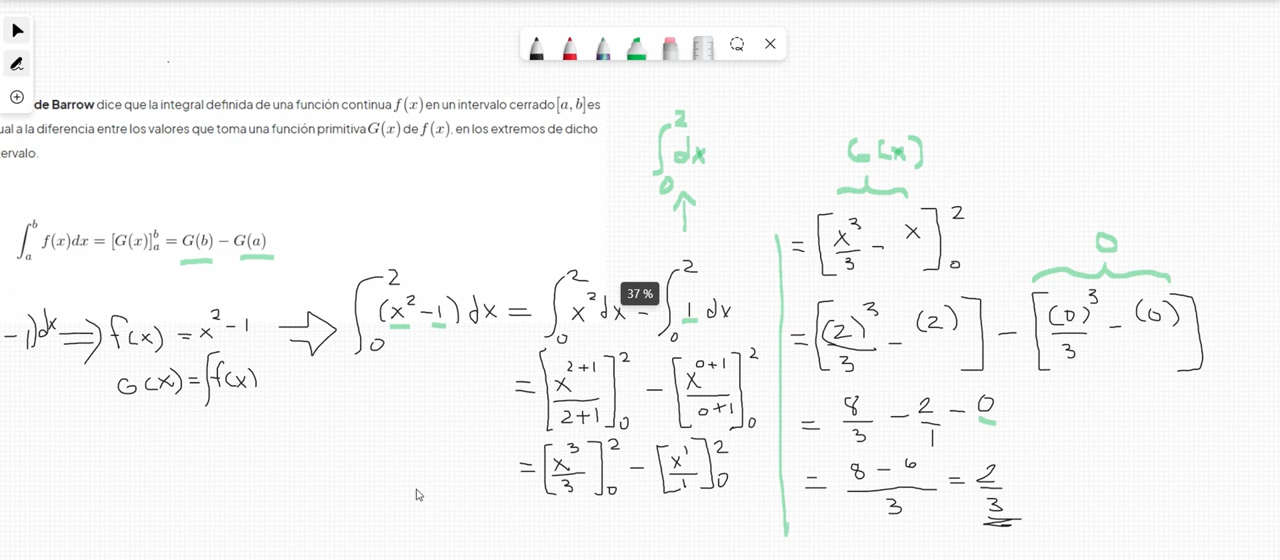 de Barrow dice que la integral definida de una función continua f(x) en un intervalo cerrado [a, b] es
ual a la diferencia entre los valores que toma una función primitiva G(x) de f(x), en los extremos de dicho
ervalo.
∫_a^b f(x)dx = [G(x)]_a^b = G(b) − G(a)
−1)dx ⟹ f(x) = x² − 1
G(x) = ∫f(x)
⇒ ∫_0^2 (x² − 1) dx = ∫_0^2 x² dx − ∫_0^2 1 dx
37 %
= [x^(2+1)/(2+1)]_0^2 − [x^(0+1)/(0+1)]_0^2
= [x³/3]_0^2 − [x¹/1]_0^2
∫_0^2 dx
↑
G(x)
= [x³/3 − x]_0^2
0
= [(2)³/3 − (2)] − [(0)³/3 − (0)]
= 8/3 − 2/1 − 0
= (8 − 6)/3 = 2/3